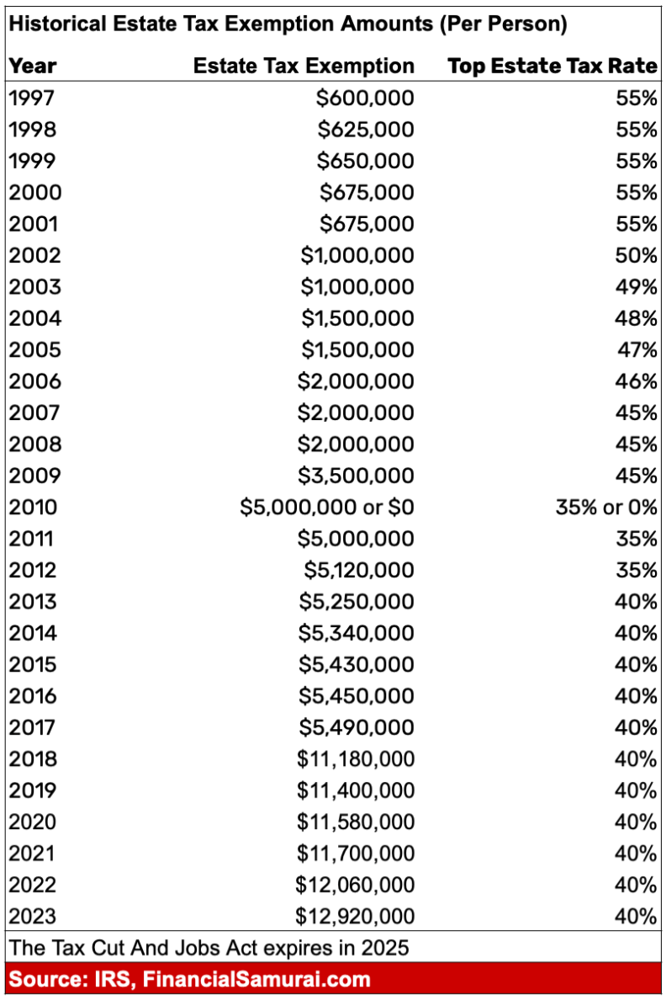 Historical Estate Tax Exemption Amounts (Per Person)
Year Estate Tax Exemption Top Estate Tax Rate
1997 $600,000 55%
1998 $625,000 55%
1999 $650,000 55%
2000 $675,000 55%
2001 $675,000 55%
2002 $1,000,000 50%
2003 $1,000,000 49%
2004 $1,500,000 48%
2005 $1,500,000 47%
2006 $2,000,000 46%
2007 $2,000,000 45%
2008 $2,000,000 45%
2009 $3,500,000 45%
2010 $5,000,000 or $0 35% or 0%
2011 $5,000,000 35%
2012 $5,120,000 35%
2013 $5,250,000 40%
2014 $5,340,000 40%
2015 $5,430,000 40%
2016 $5,450,000 40%
2017 $5,490,000 40%
2018 $11,180,000 40%
2019 $11,400,000 40%
2020 $11,580,000 40%
2021 $11,700,000 40%
2022 $12,060,000 40%
2023 $12,920,000 40%
The Tax Cut And Jobs Act expires in 2025
Source: IRS, FinancialSamurai.com